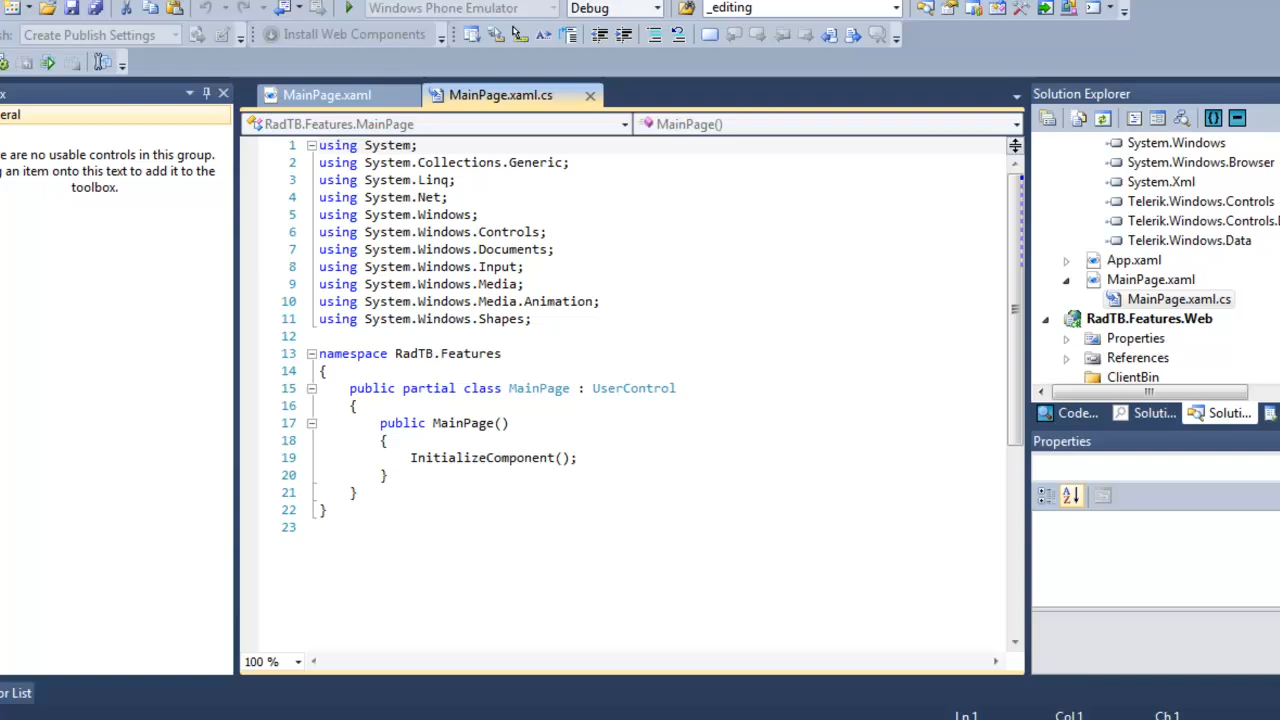 Windows Phone Emulator
Debug
_editing
sh:
Create Publish Settings
Install Web Components
x
MainPage.xaml
MainPage.xaml.cs
Solution Explorer
eral
RadTB.Features.MainPage
MainPage()
e are no usable controls in this group.
g an item onto this text to add it to the
toolbox.
1 using System;
2 using System.Collections.Generic;
3 using System.Linq;
4 using System.Net;
5 using System.Windows;
6 using System.Windows.Controls;
7 using System.Windows.Documents;
8 using System.Windows.Input;
9 using System.Windows.Media;
10 using System.Windows.Media.Animation;
11 using System.Windows.Shapes;
12
13 namespace RadTB.Features
14 {
15 public partial class MainPage : UserControl
16 {
17 public MainPage()
18 {
19 InitializeComponent();
20 }
21 }
22 }
23
System.Windows
System.Windows.Browser
System.Xml
Telerik.Windows.Controls
Telerik.Windows.Controls.I
Telerik.Windows.Data
App.xaml
MainPage.xaml
MainPage.xaml.cs
RadTB.Features.Web
Properties
References
ClientBin
Code...
Soluti...
Soluti...
Properties
100 %
or List
Ln 1
Col 1
Ch 1